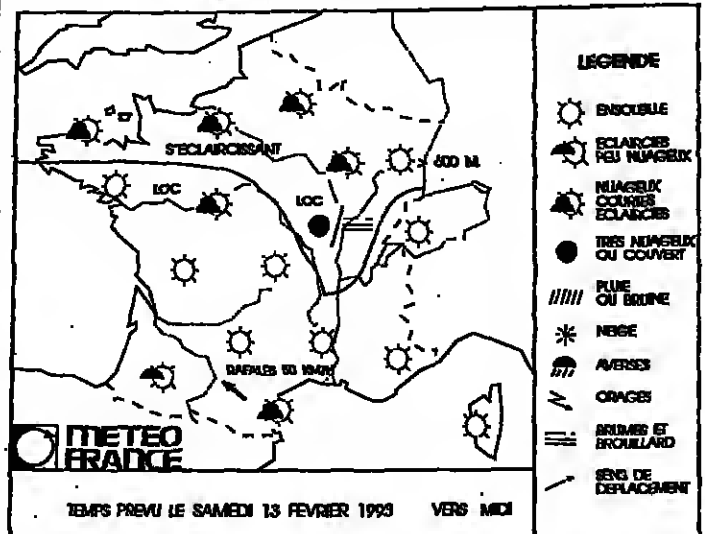 S'ECLAIRCISSANT
> 600 M.
LOC
LOC
RAFALES 50 KM/H
METEO
FRANCE
TEMPS PREVU LE SAMEDI 13 FEVRIER 1993 VERS MIDI
LEGENDE
ENSOLEILLE
ECLAIRCIES
PEU NUAGEUX
NUAGEUX
COURTES
ECLAIRCIES
TRES NUAGEUX
OU COUVERT
PLUIE
OU BRUINE
NEIGE
AVERSES
ORAGES
BRUMES ET
BROUILLARD
SENS DE
DEPLACEMENT